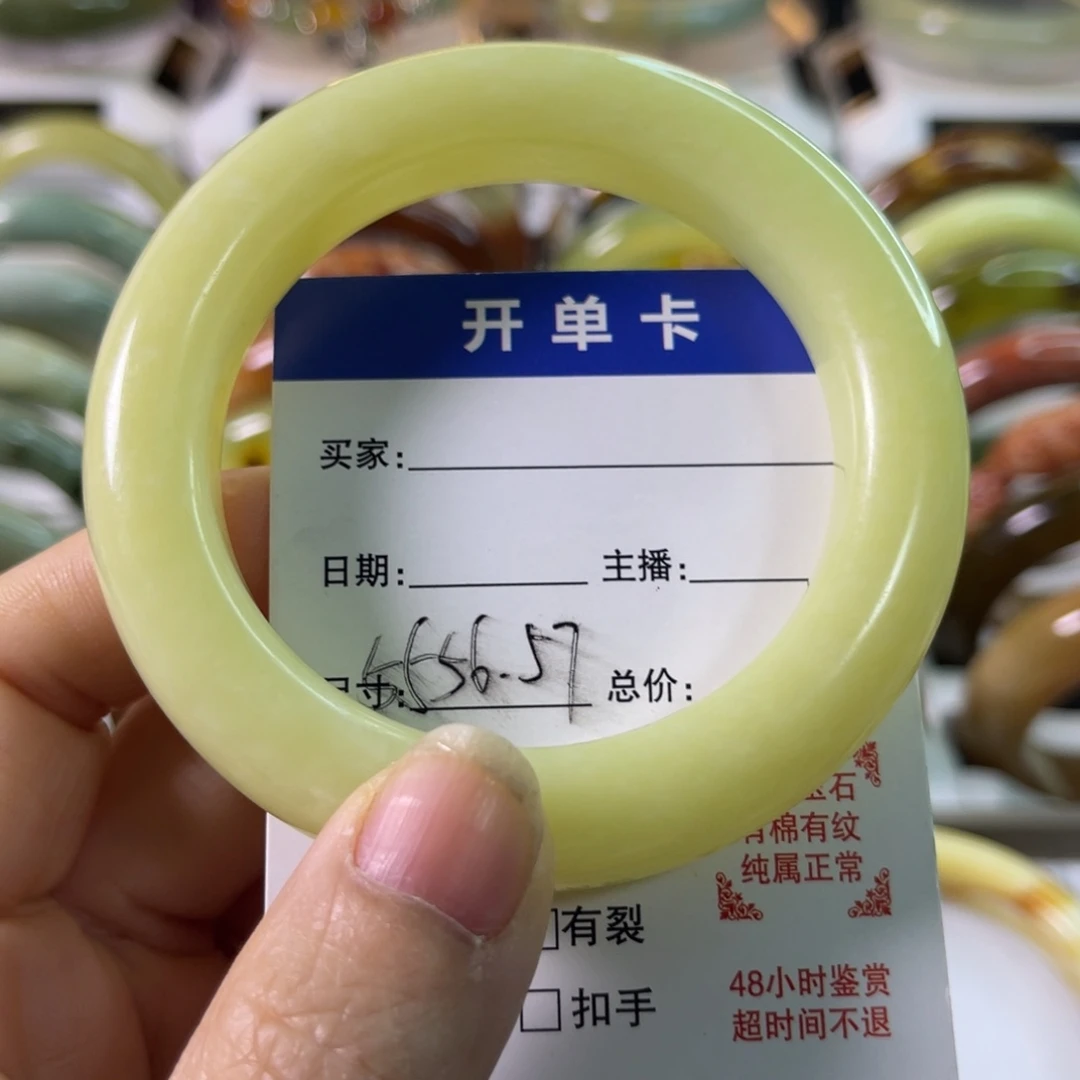 开单卡
买家:
日期: 主播:
尺寸: 56.57 总价:
玉石
有棉有纹
纯属正常
有裂
扣手
48小时鉴赏
超时间不退